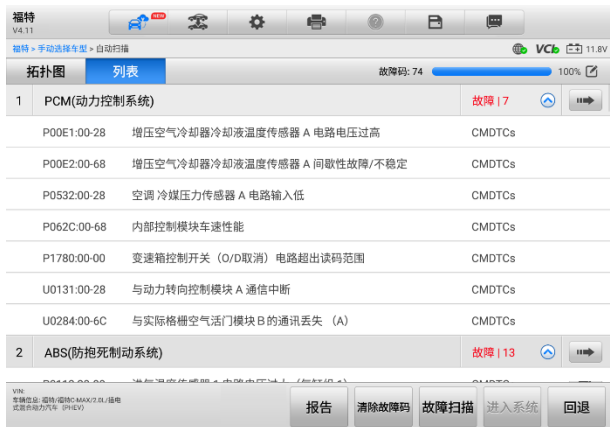 福特
V4.11
NEW
福特 > 手动选择车型 > 自动扫描
VCI 11.8V
拓扑图 列表 故障码: 74 100%
1 PCM(动力控制系统) 故障 | 7
P00E1:00-28 增压空气冷却器冷却液温度传感器 A 电路电压过高 CMDTCs
P00E2:00-68 增压空气冷却器冷却液温度传感器 A 间歇性故障/不稳定 CMDTCs
P0532:00-28 空调 冷媒压力传感器 A 电路输入低 CMDTCs
P062C:00-68 内部控制模块车速性能 CMDTCs
P1780:00-00 变速箱控制开关（O/D取消）电路超出读码范围 CMDTCs
U0131:00-28 与动力转向控制模块 A 通信中断 CMDTCs
U0284:00-6C 与实际格栅空气活门模块 B 的通讯丢失 （A） CMDTCs
2 ABS(防抱死制动系统) 故障 | 13
VIN:
车辆信息: 福特/福特C-MAX/2.0L/插电
式混合动力汽车（PHEV）
报告 清除故障码 故障扫描 进入系统 回退